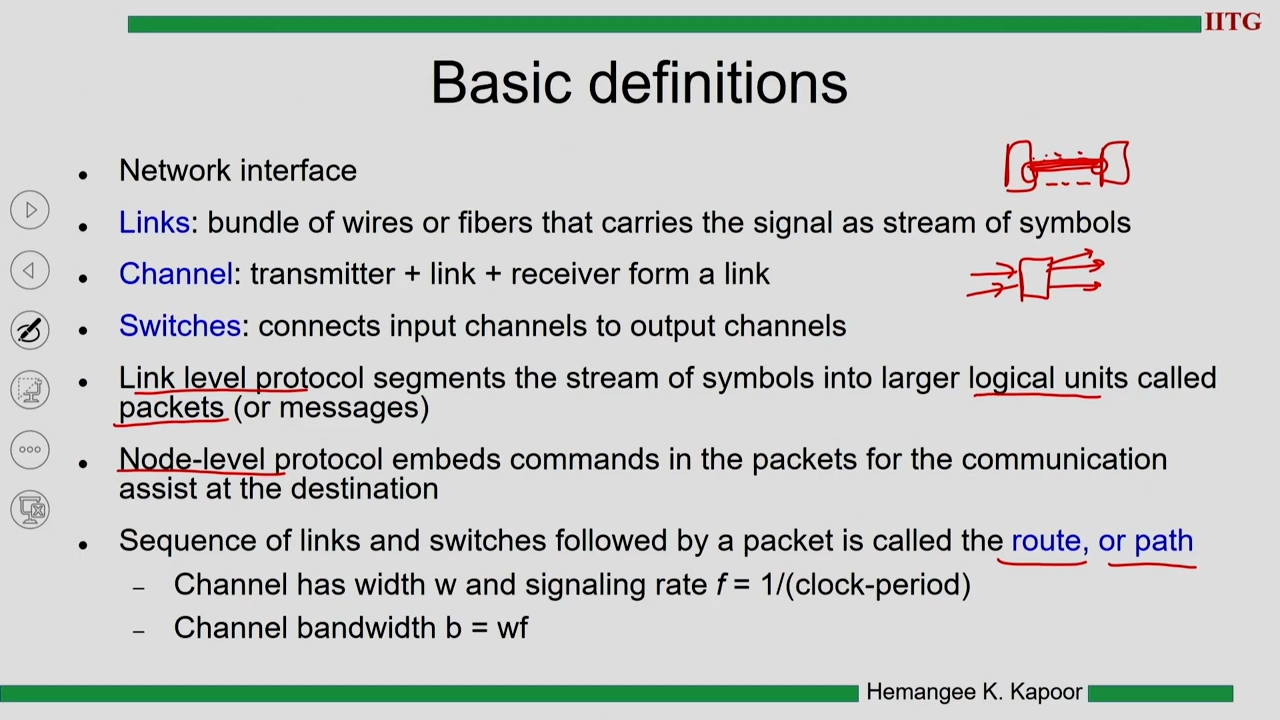 IITG
Basic definitions
• Network interface
• Links: bundle of wires or fibers that carries the signal as stream of symbols
• Channel: transmitter + link + receiver form a link
• Switches: connects input channels to output channels
• Link level protocol segments the stream of symbols into larger logical units called
packets (or messages)
• Node-level protocol embeds commands in the packets for the communication
assist at the destination
• Sequence of links and switches followed by a packet is called the route, or path
– Channel has width w and signaling rate f = 1/(clock-period)
– Channel bandwidth b = wf
Hemangee K. Kapoor